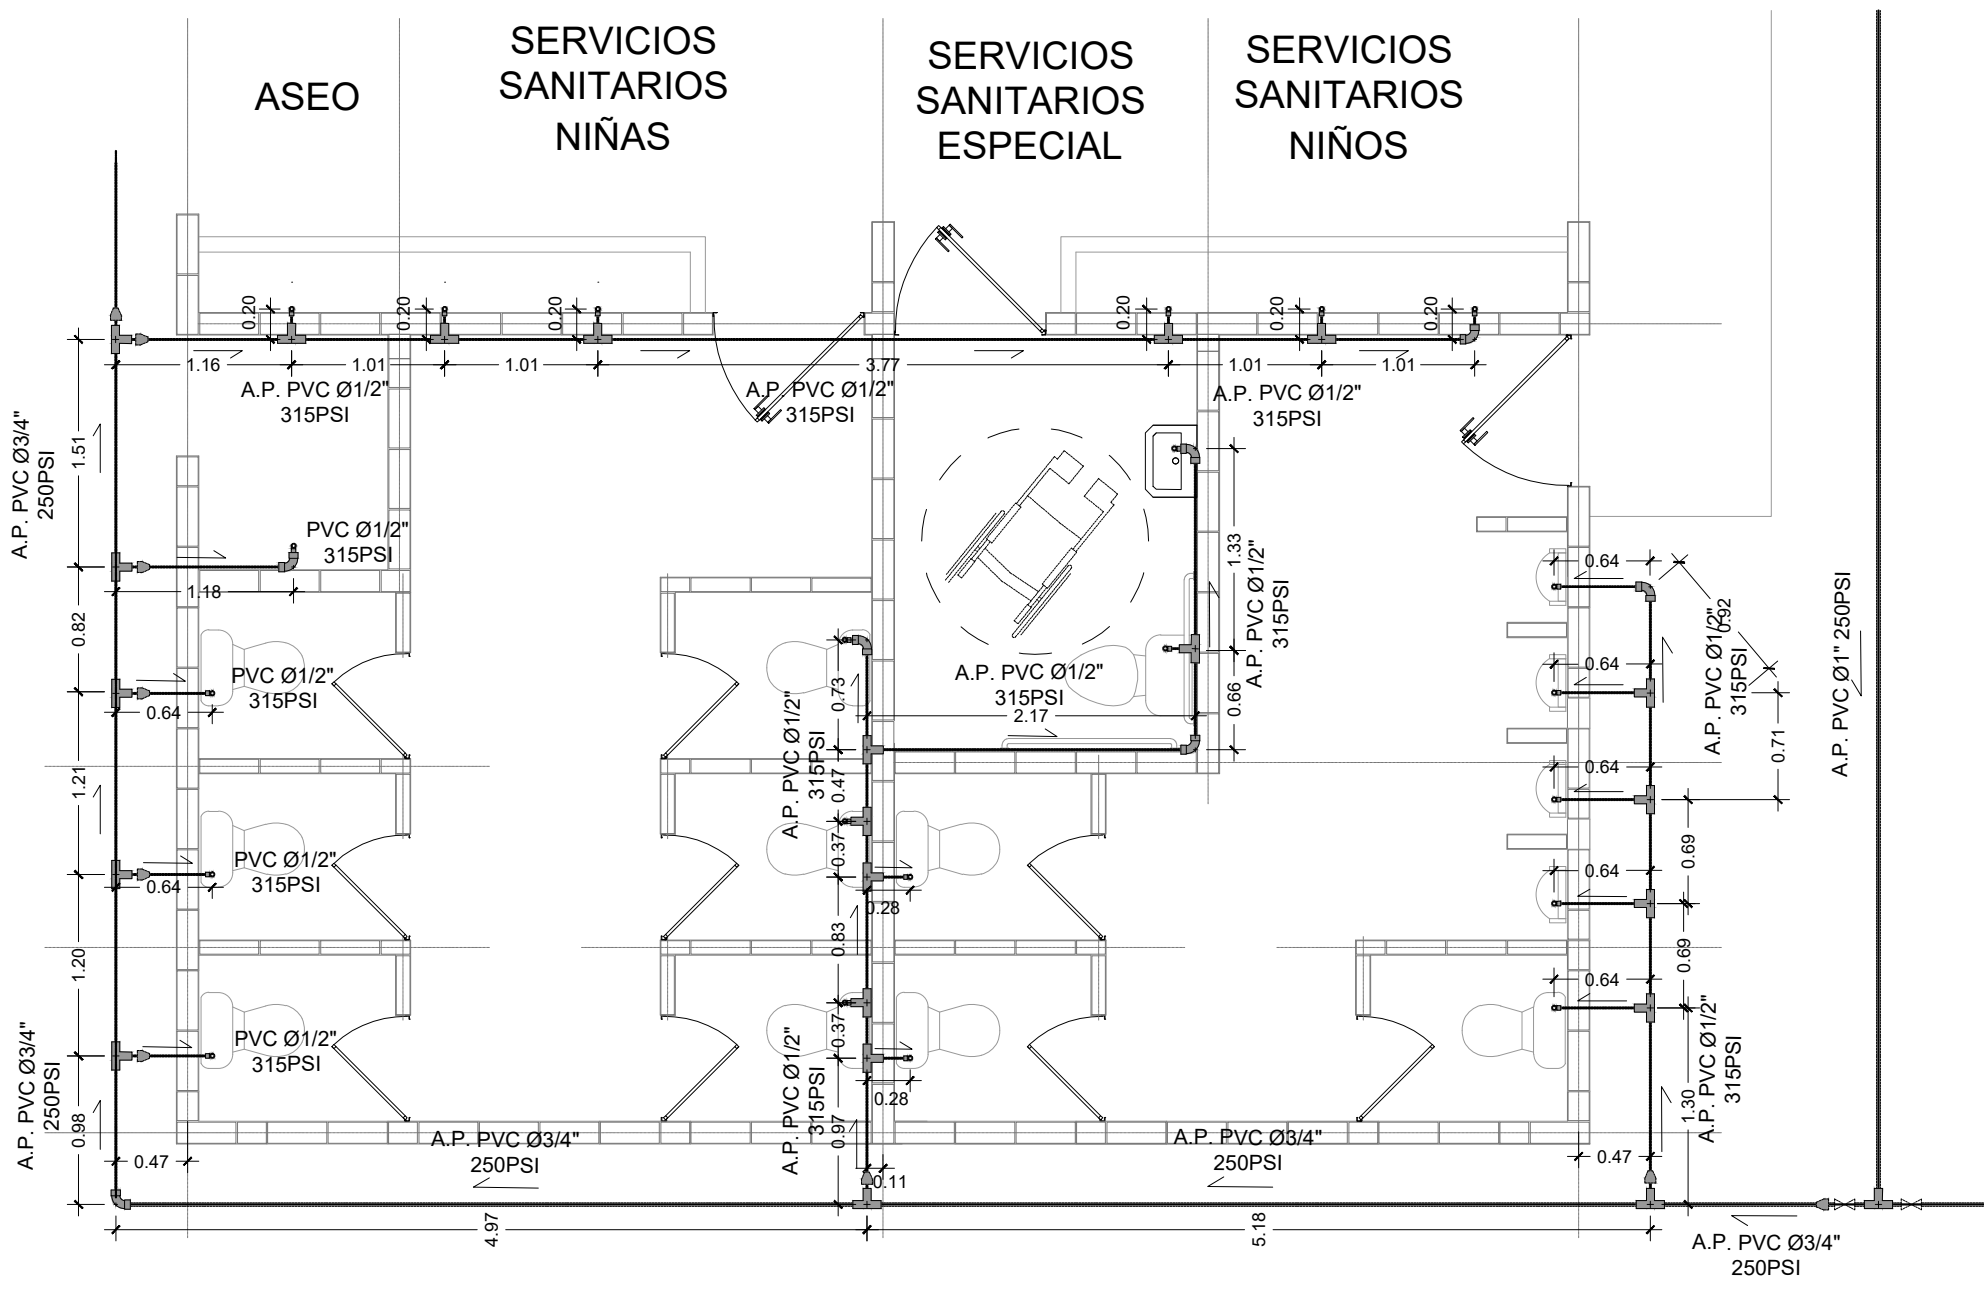 ASEO
SERVICIOS
SANITARIOS
NIÑAS
SERVICIOS
SANITARIOS
ESPECIAL
SERVICIOS
SANITARIOS
NIÑOS
0.20
0.20
0.20
0.20
0.20
0.20
1.16
1.01
1.01
3.77
1.01
1.01
A.P. PVC Ø1/2"
315PSI
A.P. PVC Ø1/2"
315PSI
A.P. PVC Ø1/2"
315PSI
A.P. PVC Ø3/4"
250PSI
1.51
PVC Ø1/2"
315PSI
1.18
0.82
PVC Ø1/2"
315PSI
0.64
1.21
PVC Ø1/2"
315PSI
0.64
1.20
PVC Ø1/2"
315PSI
A.P. PVC Ø3/4"
250PSI
0.98
0.47
A.P. PVC Ø3/4"
250PSI
4.97
0.73
A.P. PVC Ø1/2"
315PSI
0.47
0.37
0.28
0.83
0.37
0.28
A.P. PVC Ø1/2"
315PSI
0.97
0.11
A.P. PVC Ø1/2"
315PSI
2.17
1.33
A.P. PVC Ø1/2"
315PSI
0.66
0.64
0.64
0.64
0.64
0.64
0.92
A.P. PVC Ø1/2"
315PSI
0.71
0.69
0.69
A.P. PVC Ø1/2"
315PSI
1.30
0.47
A.P. PVC Ø3/4"
250PSI
5.18
A.P. PVC Ø1" 250PSI
A.P. PVC Ø3/4"
250PSI